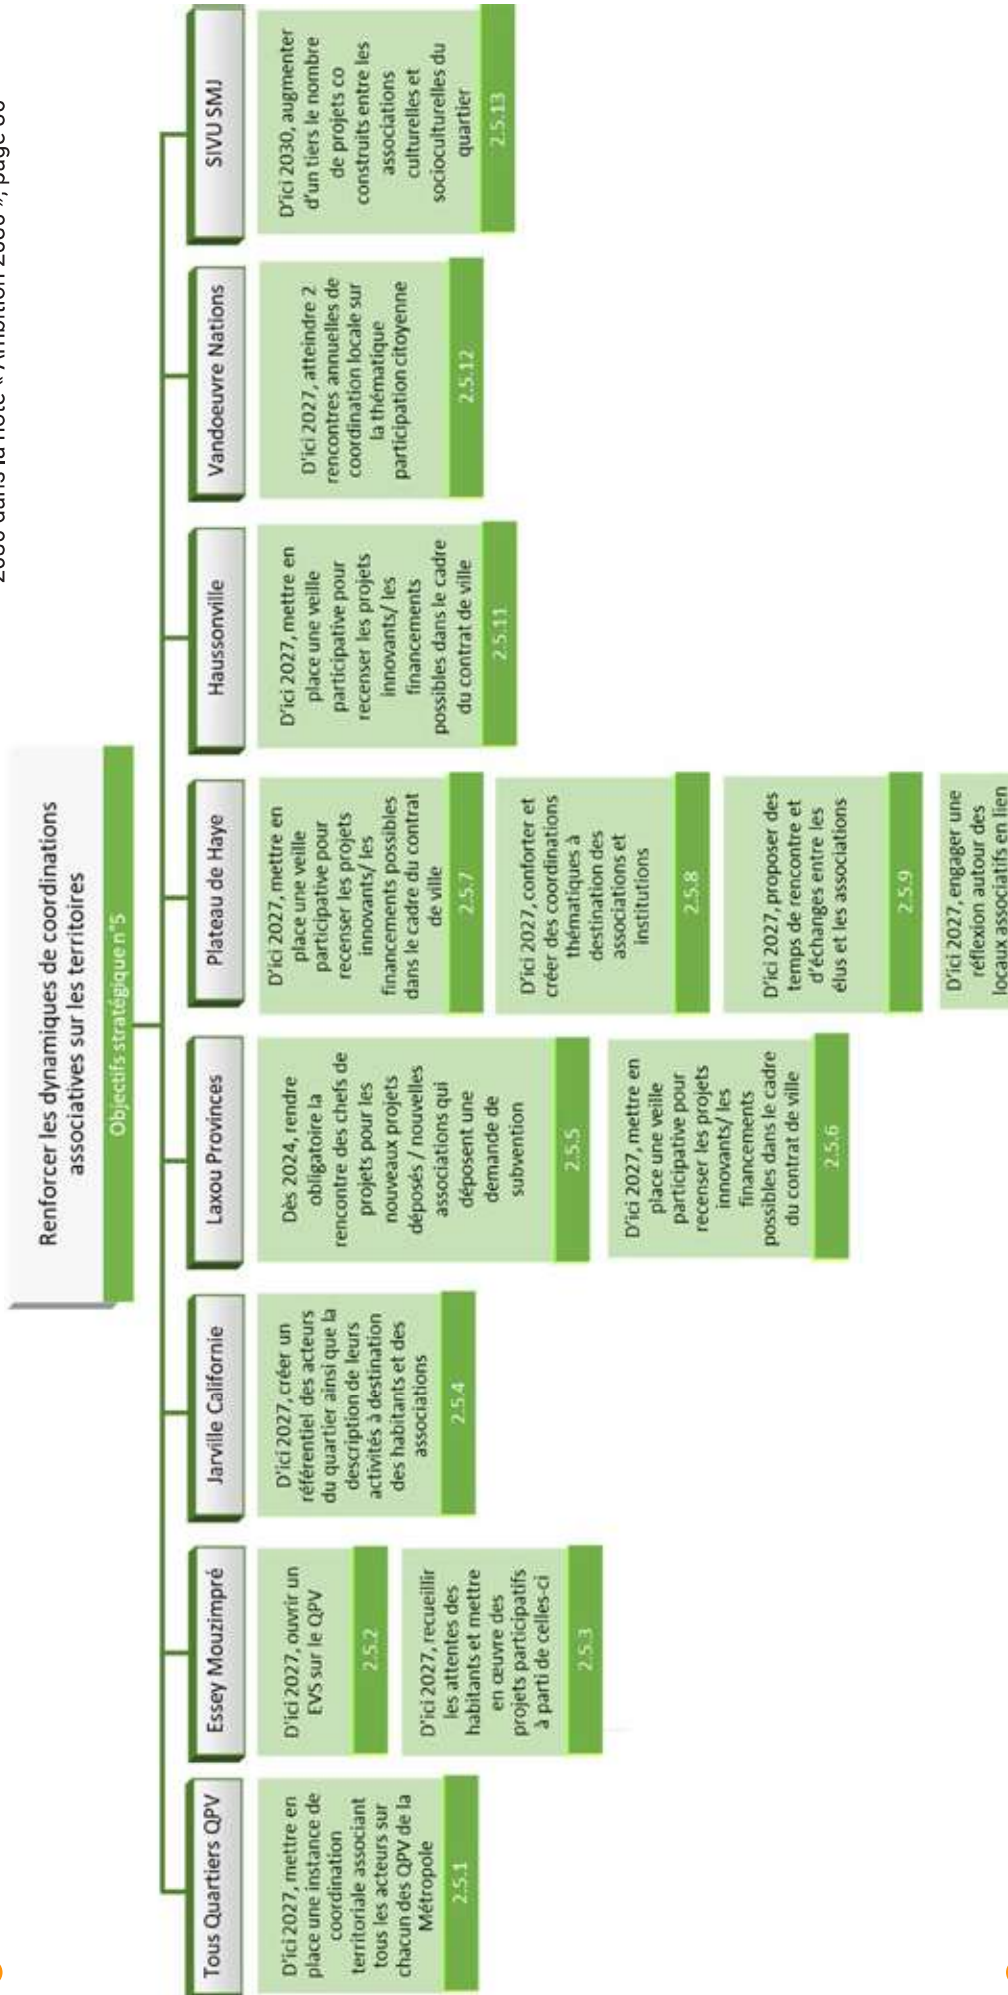 Renforcer les dynamiques de coordinations
associatives sur les territoires
Objectifs stratégique n°5
Tous Quartiers QPV
D'ici 2027, mettre en
place une instance de
coordination
territoriale associant
tous les acteurs sur
chacun des QPV de la
Métropole
2.5.1
Essey Mouzimpré
D'ici 2027, ouvrir un
EVS sur le QPV
2.5.2
D'ici 2027, recueillir
les attentes des
habitants et mettre
en œuvre des
projets participatifs
à parti de celles-ci
2.5.3
Jarville Californie
D'ici 2027, créer un
référentiel des acteurs
du quartier ainsi que la
description de leurs
activités à destination
des habitants et des
associations
2.5.4
Laxou Provinces
Dès 2024, rendre
obligatoire la
rencontre des chefs de
projets pour les
nouveaux projets
déposés / nouvelles
associations qui
déposent une
demande de
subvention
2.5.5
D'ici 2027, mettre en
place une veille
participative pour
recenser les projets
innovants/ les
financements
possibles dans le cadre
du contrat de ville
2.5.6
Plateau de Haye
D'ici 2027, mettre en
place une veille
participative pour
recenser les projets
innovants/ les
financements possibles
dans le cadre du contrat
de ville
2.5.7
D'ici 2027, conforter et
créer des coordinations
thématiques à
destination des
associations et
institutions
2.5.8
D'ici 2027, proposer des
temps de rencontre et
d'échanges entre les
élus et les associations
2.5.9
D'ici 2027, engager une
réflexion autour des
locaux associatifs en lien
Haussonville
D'ici 2027, mettre en
place une veille
participative pour
recenser les projets
innovants/ les
financements
possibles dans le cadre
du contrat de ville
2.5.11
Vandoeuvre Nations
D'ici 2027, atteindre 2
rencontres annuelles de
coordination locale sur
la thématique
participation citoyenne
2.5.12
SIVU SMJ
D'ici 2030, augmenter
d'un tiers le nombre
de projets co
construits entre les
associations
culturelles et
socioculturelles du
quartier
2.5.13